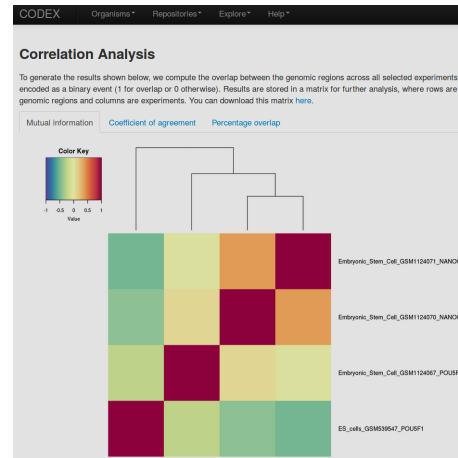 CODEX Organisms Repositories Explore Help
Correlation Analysis
To generate the results shown below, we compute the overlap between the genomic regions across all selected experiments
encoded as a binary event (1 for overlap or 0 otherwise). Results are stored in a matrix for further analysis, where rows are
genomic regions and columns are experiments. You can download this matrix here.
Mutual information Coefficient of agreement Percentage overlap
Color Key
-1 -0.5 0 0.5 1
Value
Embryonic_Stem_Cell_GSM1124071_NANO
Embryonic_Stem_Cell_GSM1124070_NANO
Embryonic_Stem_Cell_GSM1124067_POU5F
ES_cells_GSM539547_POU5F1